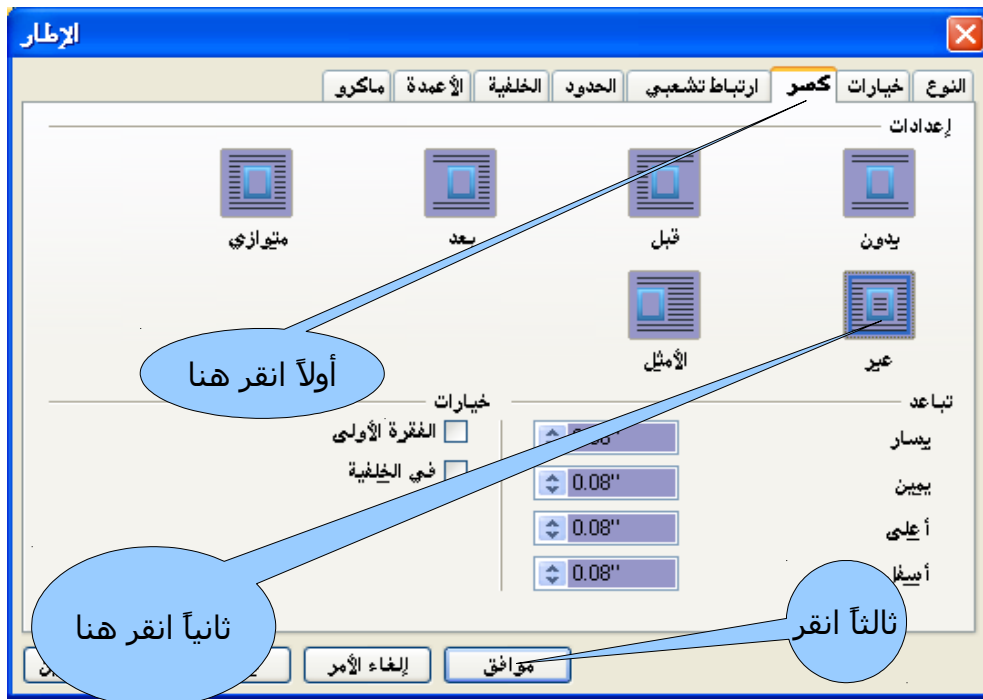 الإطار
النوع خيارات كسر ارتباط تشعبي الحدود الخلفية الأعمدة ماكرو
إعدادات
بدون قبل بعد متوازي
عبر الأمثل
أولاً انقر هنا
تباعد خيارات
يسار الفقرة الأولى
يمين 0.08" في الخلفية
أعلى 0.08"
أسفل 0.08"
ثانياً انقر هنا
ثالثاً انقر
موافق إلغاء الأمر